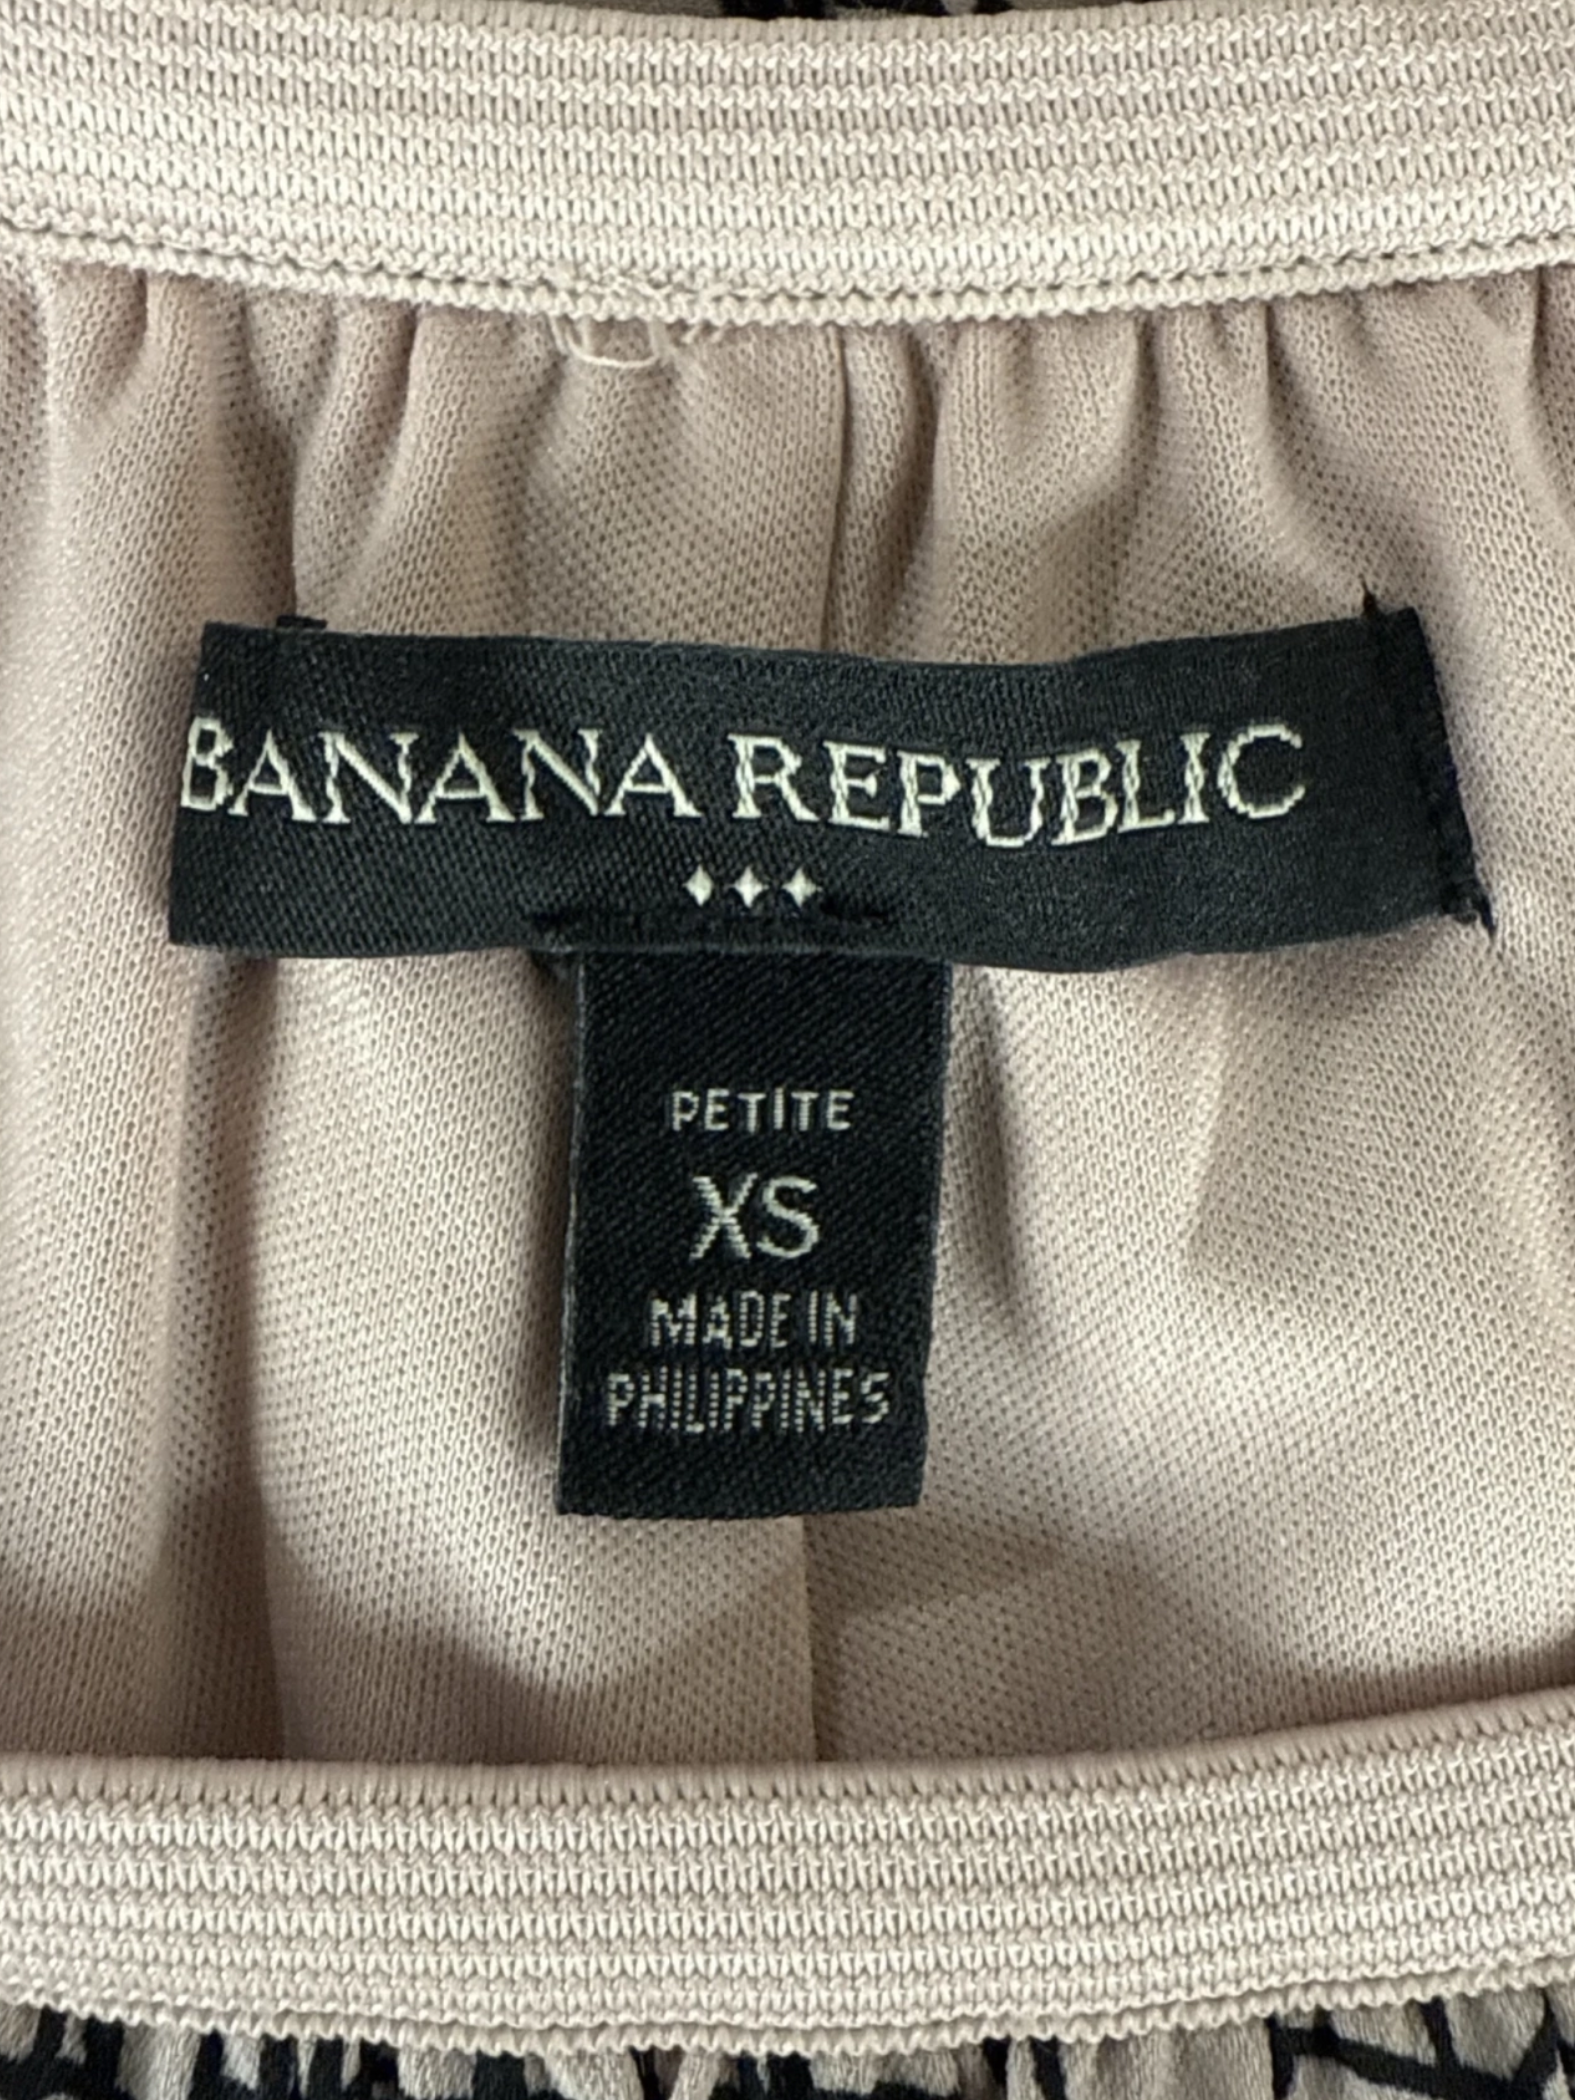 BANANA REPUBLIC
PETITE
XS
MADE IN
PHILIPPINES